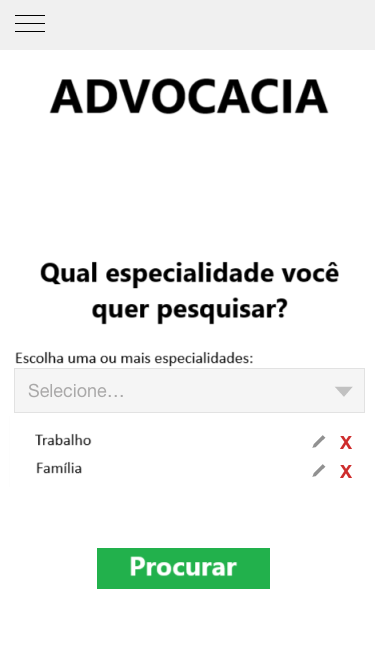 ADVOCACIA
Qual especialidade você
quer pesquisar?
Escolha uma ou mais especialidades:
Selecione...
Trabalho X
Família X
Procurar